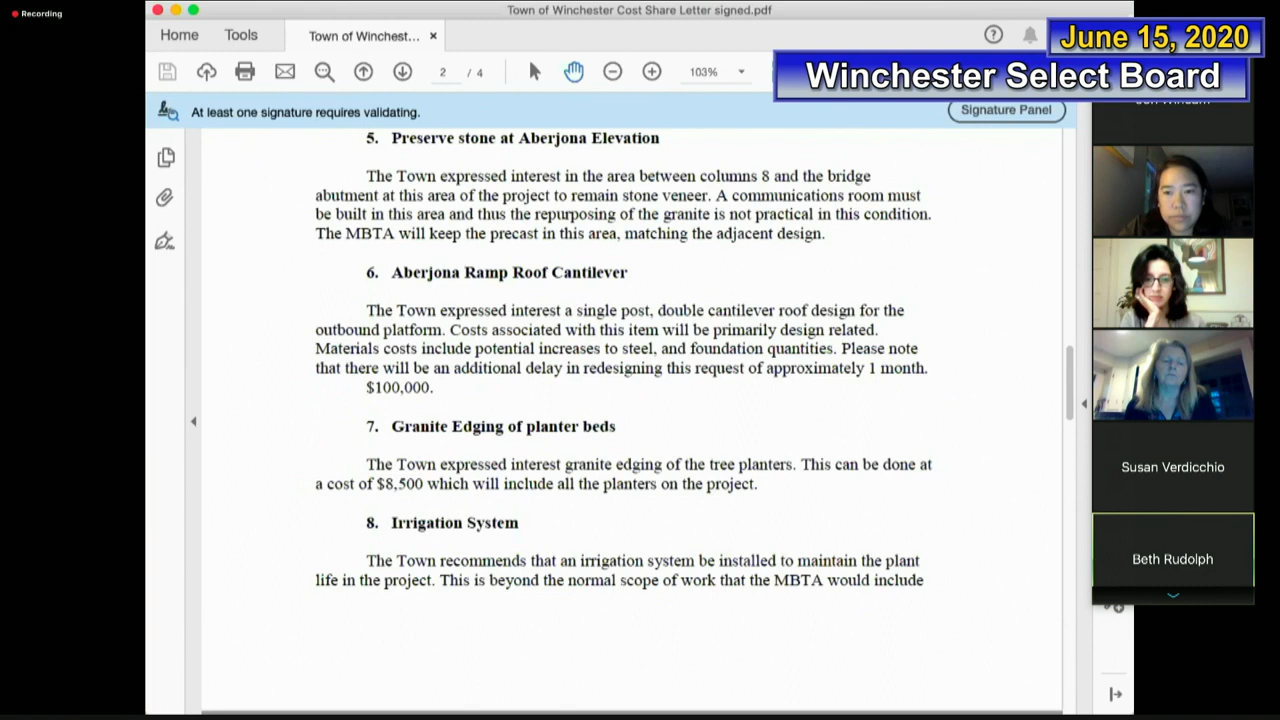 Recording
Town of Winchester Cost Share Letter signed.pdf
Home
Tools
Town of Winchest... ×
June 15, 2020
Winchester Select Board
2 / 4
103%
At least one signature requires validating.
Signature Panel
5. Preserve stone at Aberjona Elevation
The Town expressed interest in the area between columns 8 and the bridge
abutment at this area of the project to remain stone veneer. A communications room must
be built in this area and thus the repurposing of the granite is not practical in this condition.
The MBTA will keep the precast in this area, matching the adjacent design.
6. Aberjona Ramp Roof Cantilever
The Town expressed interest a single post, double cantilever roof design for the
outbound platform. Costs associated with this item will be primarily design related.
Materials costs include potential increases to steel, and foundation quantities. Please note
that there will be an additional delay in redesigning this request of approximately 1 month.
$100,000.
7. Granite Edging of planter beds
The Town expressed interest granite edging of the tree planters. This can be done at
a cost of $8,500 which will include all the planters on the project.
8. Irrigation System
The Town recommends that an irrigation system be installed to maintain the plant
life in the project. This is beyond the normal scope of work that the MBTA would include
Susan Verdicchio
Beth Rudolph